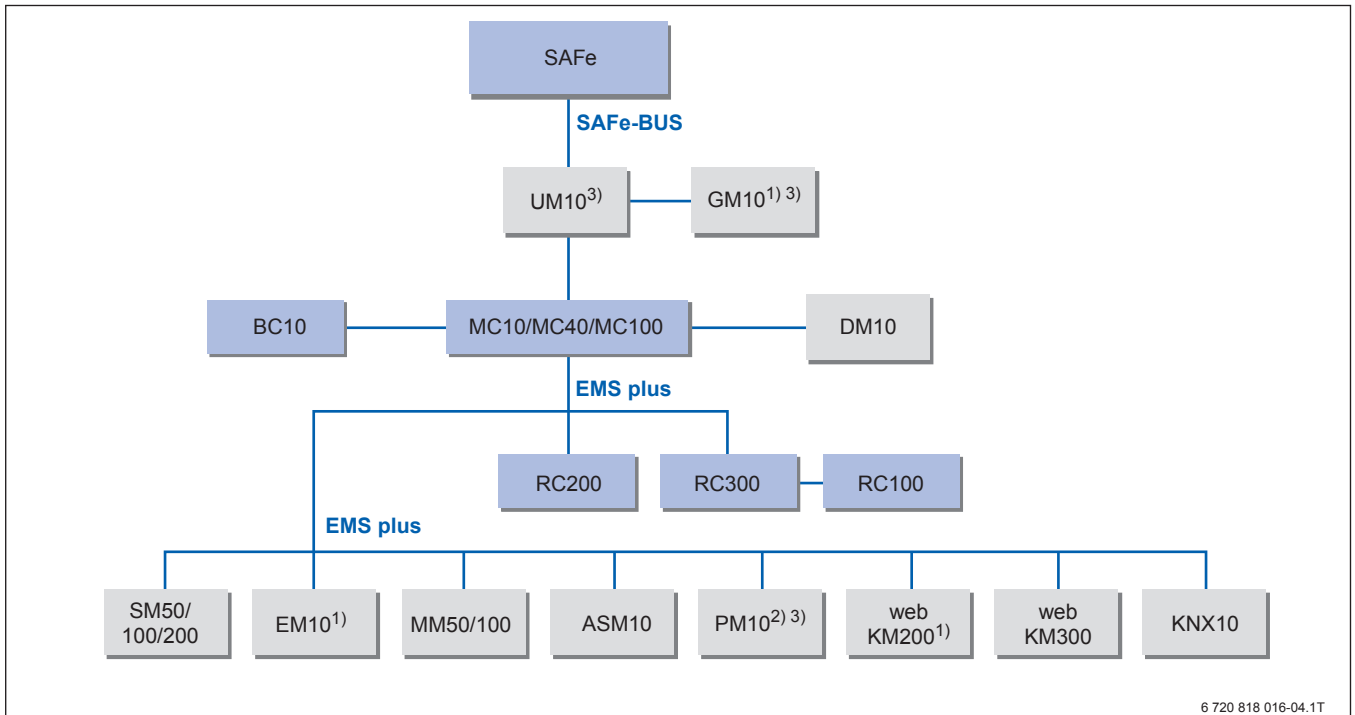 SAFe
SAFe-BUS
UM10³⁾
GM10¹⁾ ³⁾
BC10
MC10/MC40/MC100
DM10
EMS plus
RC200
RC300
RC100
EMS plus
SM50/
100/200
EM10¹⁾
MM50/100
ASM10
PM10²⁾ ³⁾
web
KM200¹⁾
web
KM300
KNX10
6 720 818 016-04.1T